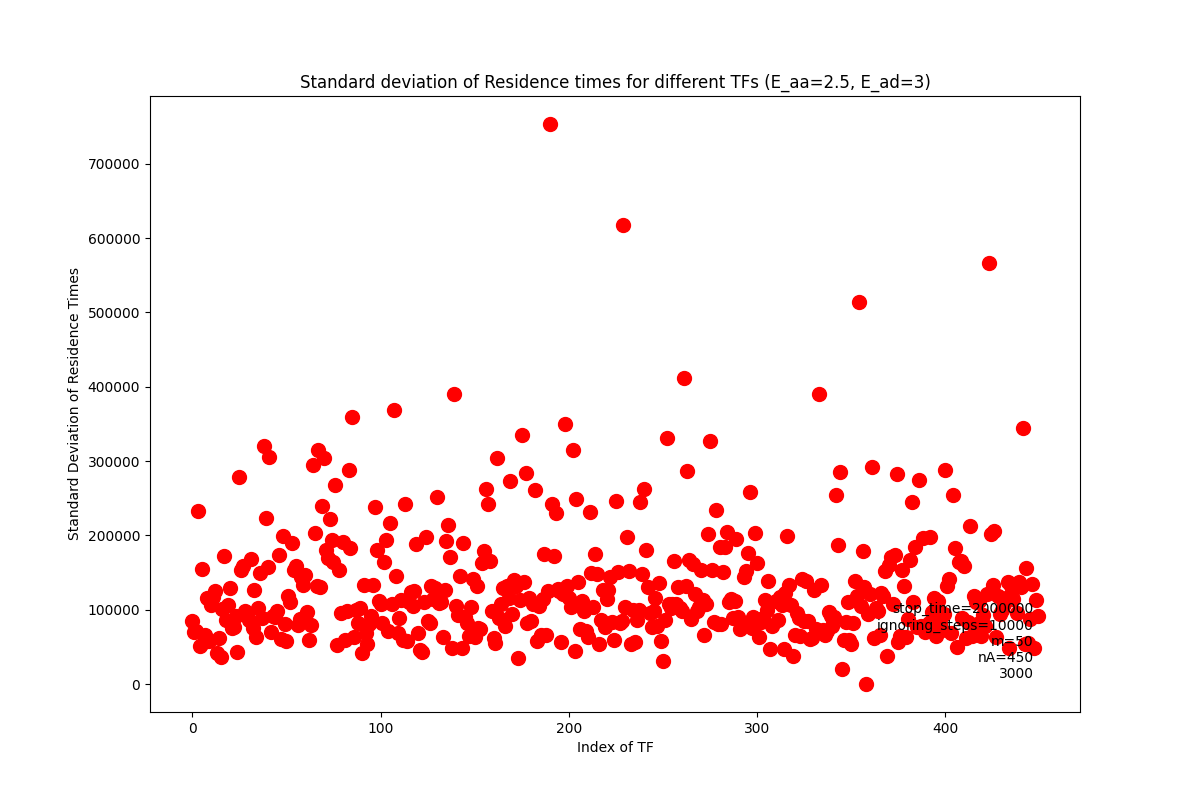 Standard deviation of Residence times for different TFs (E_aa=2.5, E_ad=3)
Standard Deviation of Residence Times
700000
600000
500000
400000
300000
200000
100000
0
stop_time=2000000
ignoring_steps=10000
m=50
nA=450
3000
0 100 200 300 400
Index of TF